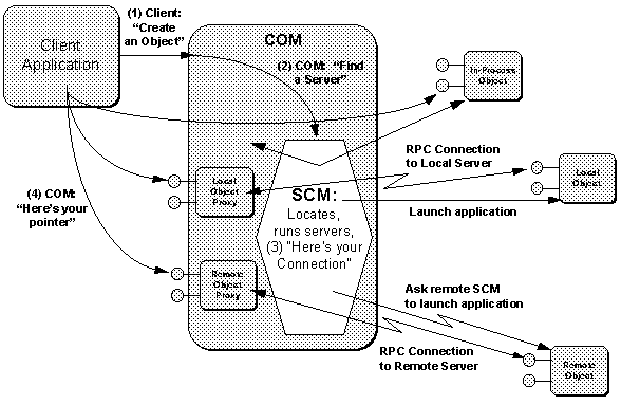 (1) Client:
“Create
an Object”
Client
Application
COM
(2) COM: “Find
a Server”
In-Process
Object
RPC Connection
to Local Server
Local
Object
Local
Object
Proxy
SCM:
Locates,
runs servers,
(3) “Here’s your
Connection”
Launch application
(4) COM:
“Here’s your
pointer”
Remote
Object
Proxy
Ask remote SCM
to launch application
RPC Connection
to Remote Server
Remote
Object